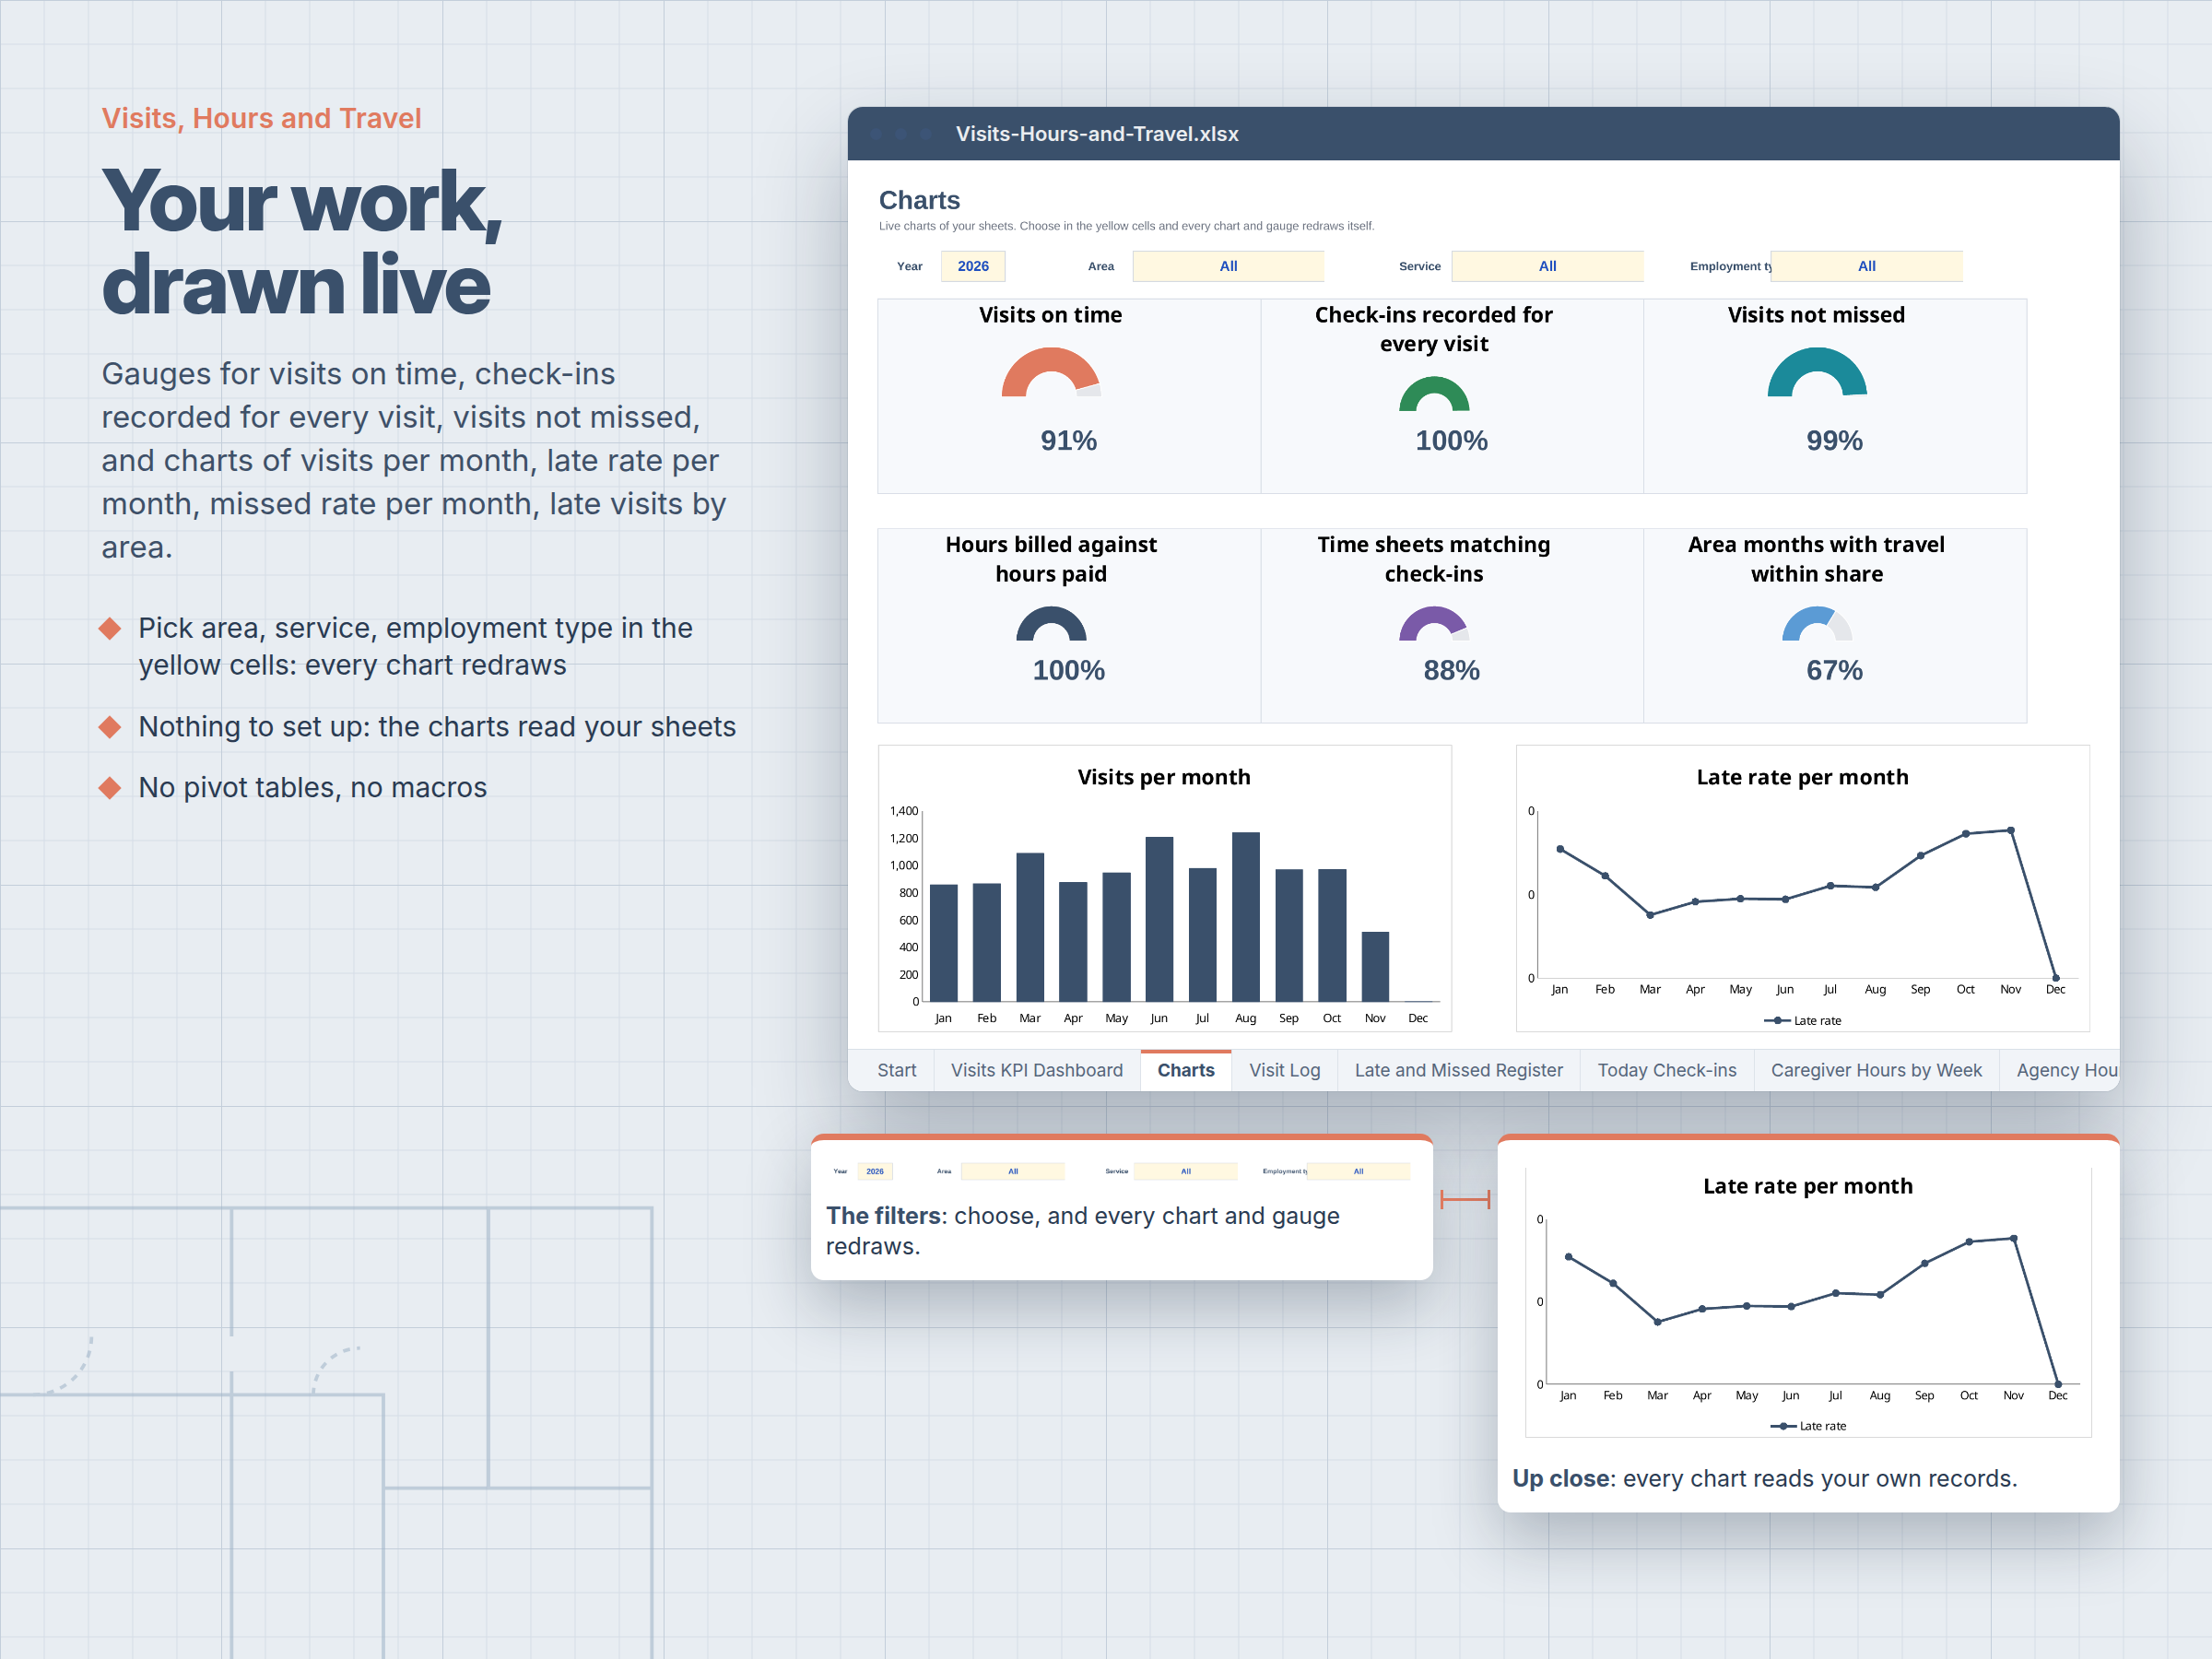 Visits, Hours and Travel
Your work,
drawn live
Gauges for visits on time, check-ins
recorded for every visit, visits not missed,
and charts of visits per month, late rate per
month, missed rate per month, late visits by
area.
Pick area, service, employment type in the
yellow cells: every chart redraws
Nothing to set up: the charts read your sheets
No pivot tables, no macros
Visits-Hours-and-Travel.xlsx
Charts
Live charts of your sheets. Choose in the yellow cells and every chart and gauge redraws itself.
Year 2026 Area All Service All Employment ty All
Visits on time
91%
Check-ins recorded for
every visit
100%
Visits not missed
99%
Hours billed against
hours paid
100%
Time sheets matching
check-ins
88%
Area months with travel
within share
67%
Visits per month
1,400
1,200
1,000
800
600
400
200
0
Jan Feb Mar Apr May Jun Jul Aug Sep Oct Nov Dec
Late rate per month
0
0
0
Jan Feb Mar Apr May Jun Jul Aug Sep Oct Nov Dec
Late rate
Start Visits KPI Dashboard Charts Visit Log Late and Missed Register Today Check-ins Caregiver Hours by Week Agency Hou
Year 2026 Area All Service All Employment ty All
The filters: choose, and every chart and gauge
redraws.
Late rate per month
0
0
0
Jan Feb Mar Apr May Jun Jul Aug Sep Oct Nov Dec
Late rate
Up close: every chart reads your own records.